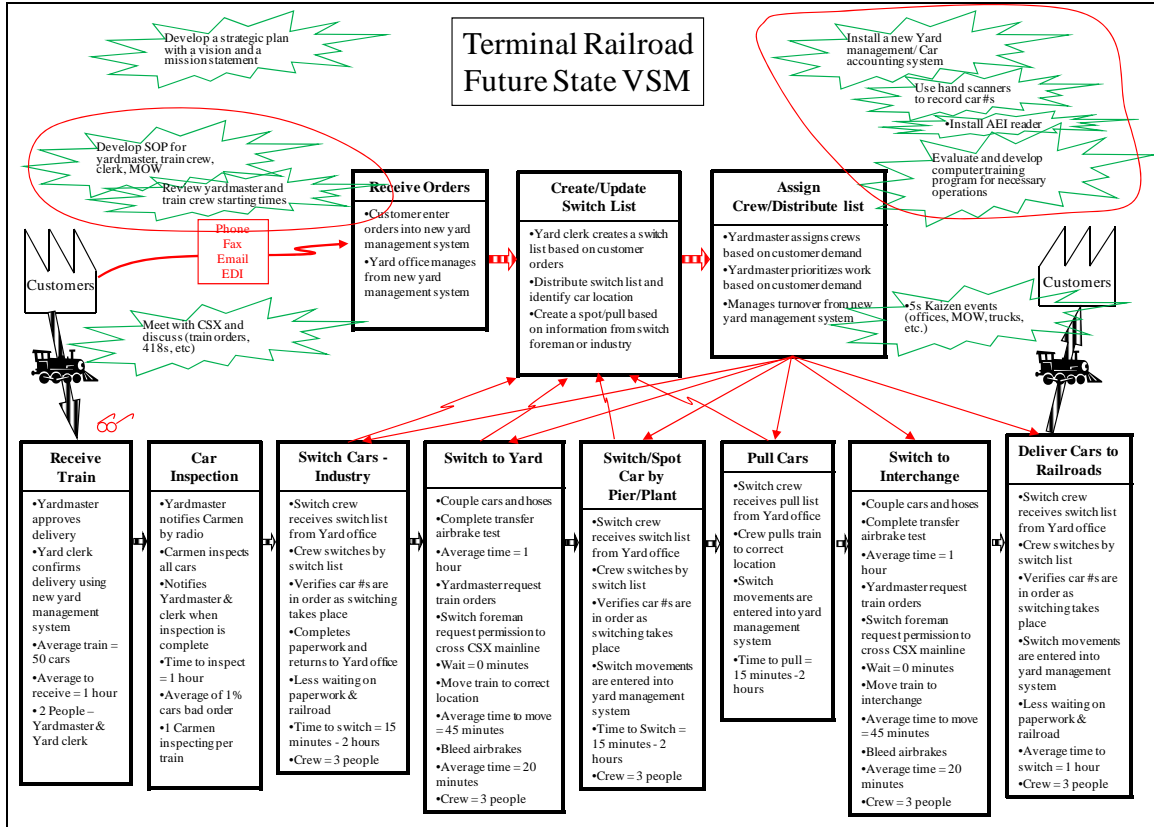 Develop a strategic plan
with a vision and a
mission statement
Terminal Railroad
Future State VSM
Install a new Yard
management/ Car
accounting system
Use hand scanners
to record car #s
•Install AEI reader
Evaluate and develop
computer training
program for necessary
operations
Develop SOP for
yardmaster, train crew,
clerk, MOW
Review yardmaster and
train crew starting times
Phone
Fax
Email
EDI
Customers
Meet with CSX and
discuss (train orders,
418s, etc)
Receive Orders
•Customer enter
orders into new yard
management system
•Yard office manages
from new yard
management system
Create/Update
Switch List
•Yard clerk creates a switch
list based on customer
orders
•Distribute switch list and
identify car location
•Create a spot/pull based
on information from switch
foreman or industry
Assign
Crew/Distribute list
•Yardmaster assigns crews
based on customer demand
•Yardmaster prioritizes work
based on customer demand
•Manages turnover from new
yard management system
•5s Kaizen events
(offices, MOW, trucks,
etc.)
Customers
Receive
Train
•Yardmaster
approves
delivery
•Yard clerk
confirms
delivery using
new yard
management
system
•Average train =
50 cars
•Average to
receive = 1 hour
•2 People –
Yardmaster &
Yard clerk
Car
Inspection
•Yardmaster
notifies Carmen
by radio
•Carmen inspects
all cars
•Notifies
Yardmaster &
clerk when
inspection is
complete
•Time to inspect
= 1 hour
•Average of 1%
cars bad order
•1 Carmen
inspecting per
train
Switch Cars -
Industry
•Switch crew
receives switch list
from Yard office
•Crew switches by
switch list
•Verifies car #s are
in order as switching
takes place
•Completes
paperwork and
returns to Yard office
•Less waiting on
paperwork &
railroad
•Time to switch = 15
minutes - 2 hours
•Crew = 3 people
Switch to Yard
•Couple cars and hoses
•Complete transfer
airbrake test
•Average time = 1
hour
•Yardmaster request
train orders
•Switch foreman
request permission to
cross CSX mainline
•Wait = 0 minutes
•Move train to correct
location
•Average time to move
= 45 minutes
•Bleed airbrakes
•Average time = 20
minutes
•Crew = 3 people
Switch/Spot
Car by
Pier/Plant
•Switch crew
receives switch list
from Yard office
•Crew switches by
switch list
•Verifies car #s are
in order as
switching takes
place
•Switch movements
are entered into
yard management
system
•Time to Switch =
15 minutes - 2
hours
•Crew = 3 people
Pull Cars
•Switch crew
receives pull list
from Yard office
•Crew pulls train to
correct
location
•Switch
movements are
entered into yard
management
system
•Time to pull =
15 minutes -2
hours
Switch to
Interchange
•Couple cars and hoses
•Complete transfer
airbrake test
•Average time = 1
hour
•Yardmaster request
train orders
•Switch foreman
request permission to
cross CSX mainline
•Wait = 0 minutes
•Move train to
interchange
•Average time to move
= 45 minutes
•Bleed airbrakes
•Average time = 20
minutes
•Crew = 3 people
Deliver Cars to
Railroads
•Switch crew
receives switch list
from Yard office
•Crew switches by
switch list
•Verifies car #s are
in order as
switching takes
place
•Switch movements
are entered into yard
management system
•Less waiting on
paperwork &
railroad
•Average time to
switch = 1 hour
•Crew = 3 people